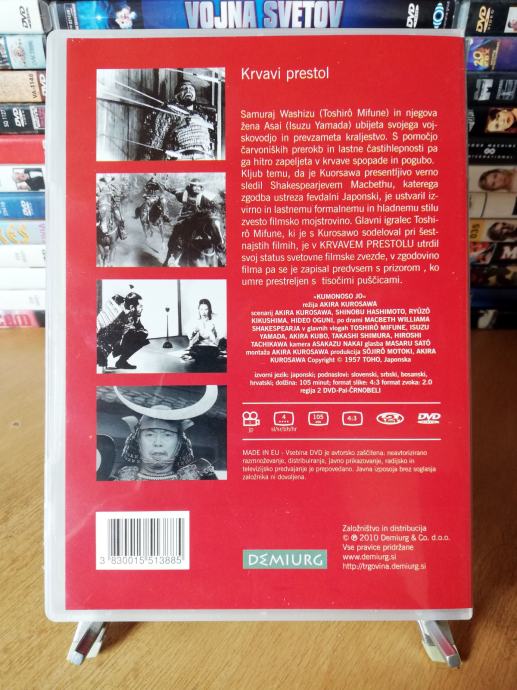 VOJNA SVETOV
Krvavi prestol
Samuraj Washizu (Toshirô Mifune) in njegova
žena Asai (Isuzu Yamada) ubijeta svojega voj-
skovodjo in prevzameta kraljestvo. S pomočjo
čarovniških prerokb in lastne častihlepnosti pa
ga hitro zapeljeta v krvave spopade in pogubo.
Kljub temu, da je Kuorsawa presentljivo verno
sledil Shakespearjevem Macbethu, katerega
zgodba ustreza fevdalni Japonski, je ustvaril iz-
virno in lastnemu formalnemu in hladnemu stilu
zvesto filmsko mojstrovino. Glavni igralec Toshi-
rô Mifune, ki je s Kurosawo sodeloval pri šest-
najstih filmih, je v KRVAVEM PRESTOLU utrdil
svoj status svetovne filmske zvezde, v zgodovino
filma pa se je zapisal predvsem s prizorom , ko
umre prestreljen s tisočimi puščicami.
»KUMONOSO JO«
režija AKIRA KUROSAWA
scenarij AKIRA KUROSAWA, SHINOBU HASHIMOTO, RYÛZÔ
KIKUSHIMA, HIDEO OGUNI, po drami MACBETH WILLIAMA
SHAKESPEARJA v glavnih vlogah TOSHIRÔ MIFUNE, ISUZU
YAMADA, AKIRA KUBO, TAKASHI SHIMURA, HIROSHI
TACHIKAWA kamera ASAKAZU NAKAI glasba MASARU SATÔ
montaža AKIRA KUROSAWA produkcija SÔJIRÔ MOTOKI, AKIRA
KUROSAWA Copyright © 1957 TOHO, Japonska
izvorni jezik: japonski; podnaslovi: slovenski, srbski, bosanski,
hrvatski; dolžina: 105 minut; format slike: 4:3 format zvoka: 2.0
regija 2 DVD-Pal-ČRNOBELI
jp
4
sl/sr/bh/hr
105
min
4:3
2
DVD
MADE IN EU - Vsebina DVD je avtorsko zaščitena. neavtorizirano
razmnoževanje, distribuiranje, javno prikazovanje, radijsko in
televizijsko predvajanje je prepovedano. Javna izposoja brez soglasja
založnika ni dovoljena.
3 830015 513885
DEMIURG
Založništvo in distribucija
© ℗ 2010 Demiurg & Co. d.o.o.
Vse pravice pridržane
www.demiurg.si
http://trgovina.demiurg.si